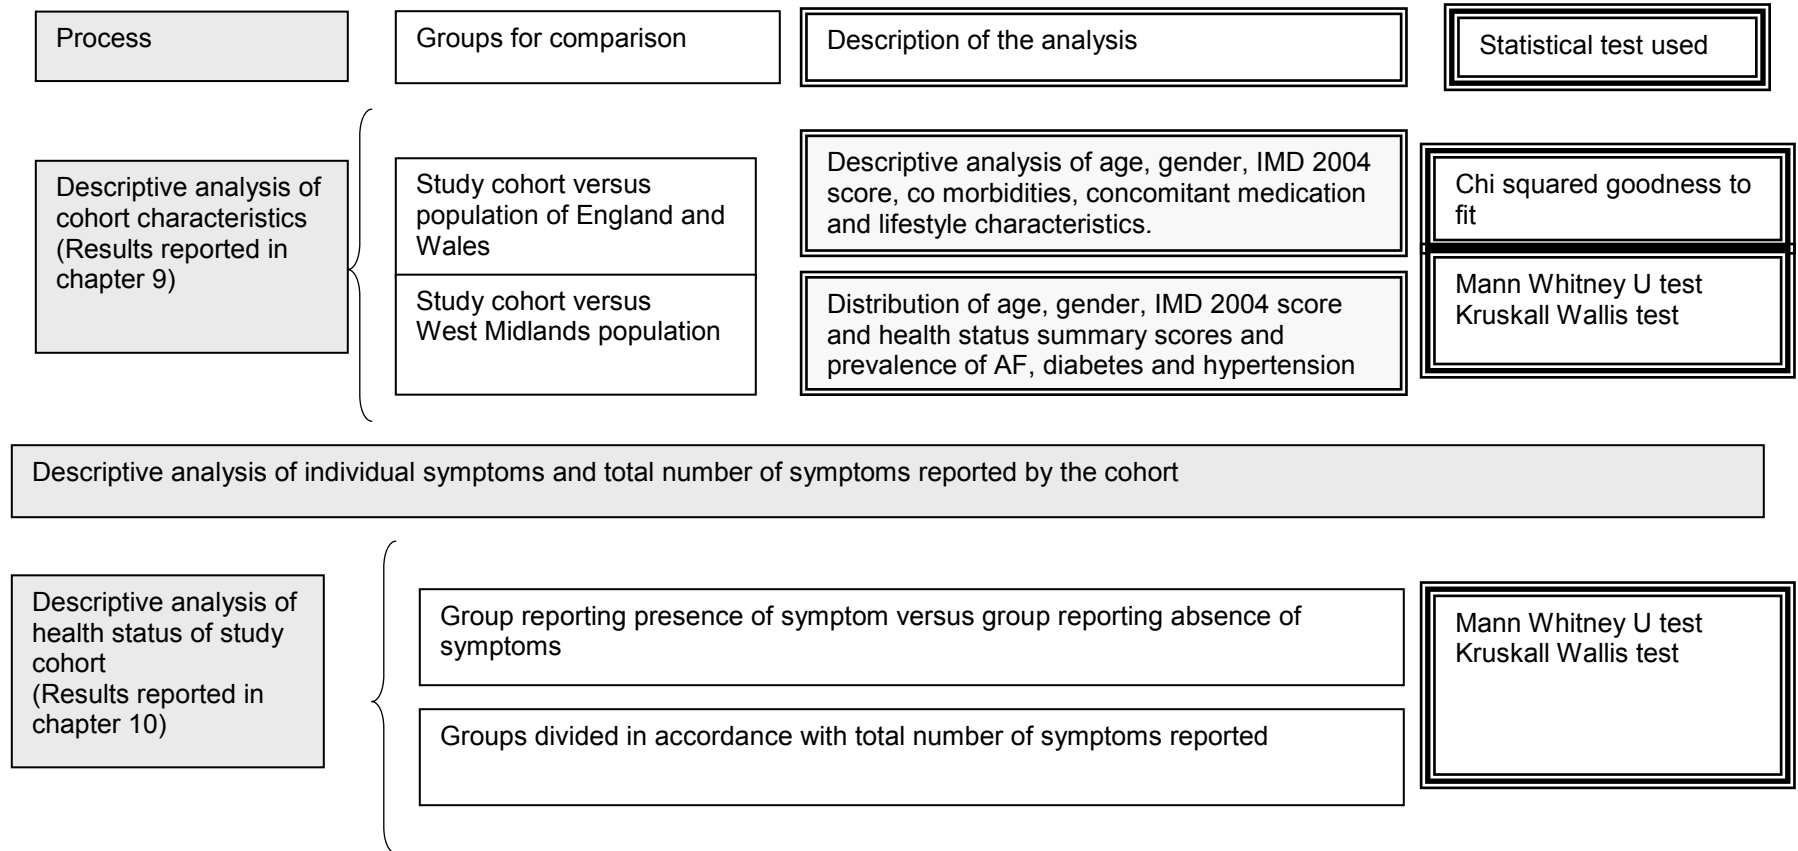 Process
Groups for comparison
Description of the analysis
Statistical test used
Descriptive analysis of
cohort characteristics
(Results reported in
chapter 9)
Study cohort versus
population of England and
Wales
Study cohort versus
West Midlands population
Descriptive analysis of age, gender, IMD 2004
score, co morbidities, concomitant medication
and lifestyle characteristics.
Distribution of age, gender, IMD 2004 score
and health status summary scores and
prevalence of AF, diabetes and hypertension
Chi squared goodness to
fit
Mann Whitney U test
Kruskall Wallis test
Descriptive analysis of individual symptoms and total number of symptoms reported by the cohort
Descriptive analysis of
health status of study
cohort
(Results reported in
chapter 10)
Group reporting presence of symptom versus group reporting absence of
symptoms
Groups divided in accordance with total number of symptoms reported
Mann Whitney U test
Kruskall Wallis test